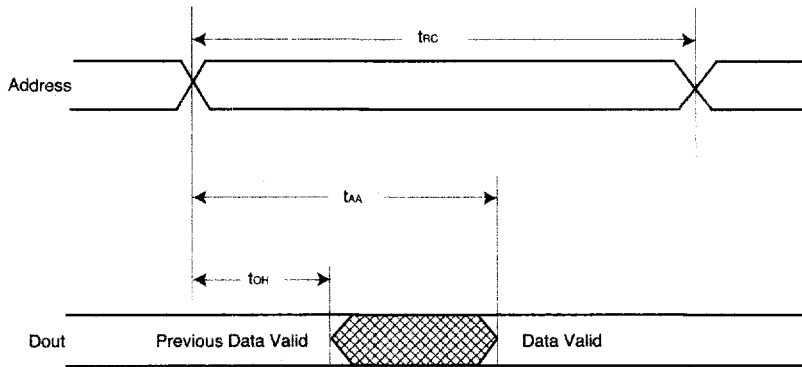 tRC
Address
tAA
tOH
Dout
Previous Data Valid
Data Valid